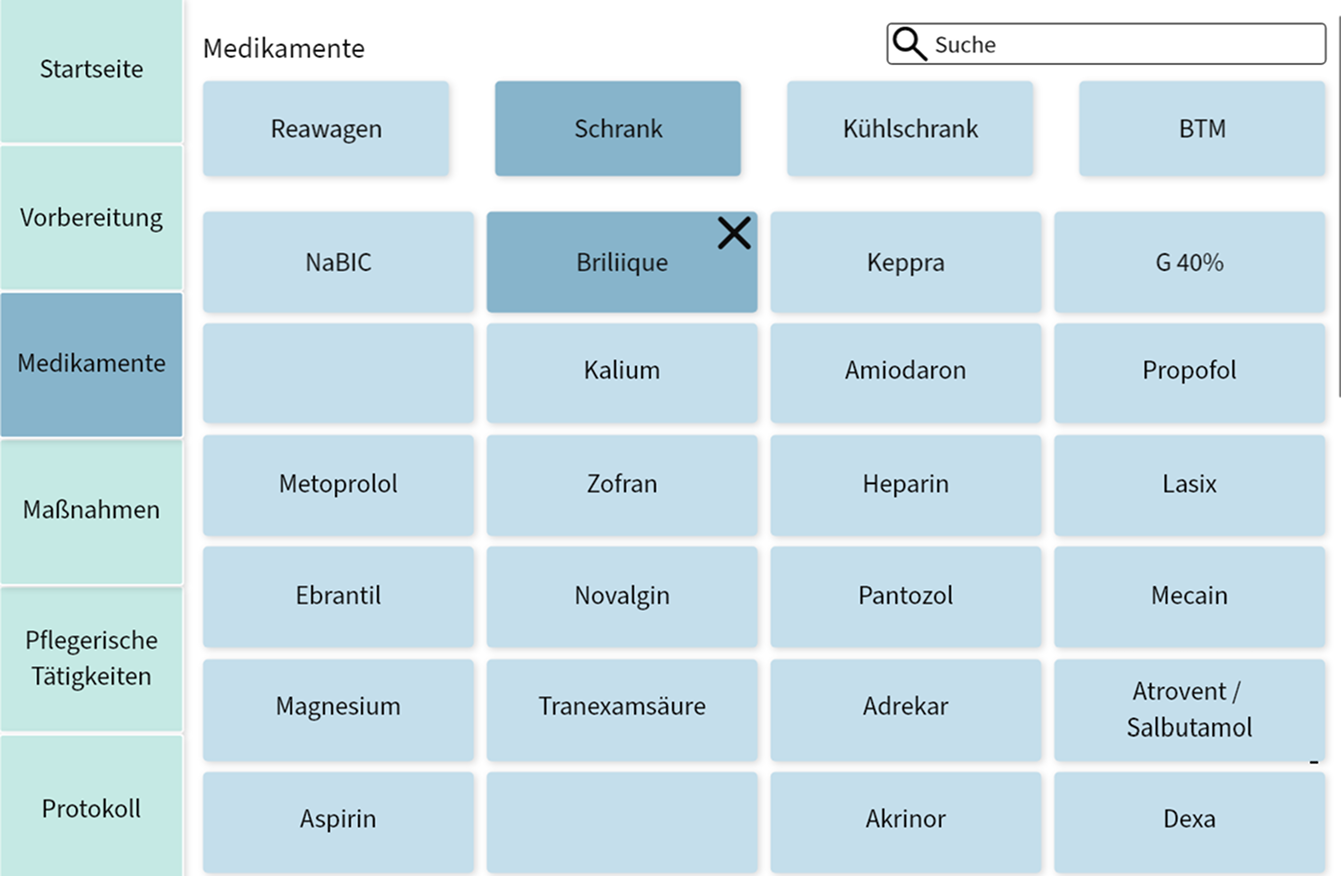 Startseite
Vorbereitung
Medikamente
Maßnahmen
Pflegerische
Tätigkeiten
Protokoll
Medikamente
Suche
Reawagen
Schrank
Kühlschrank
BTM
NaBIC
Briliique
Keppra
G 40%
Kalium
Amiodaron
Propofol
Metoprolol
Zofran
Heparin
Lasix
Ebrantil
Novalgin
Pantozol
Mecain
Magnesium
Tranexamsäure
Adrekar
Atrovent /
Salbutamol
Aspirin
Akrinor
Dexa